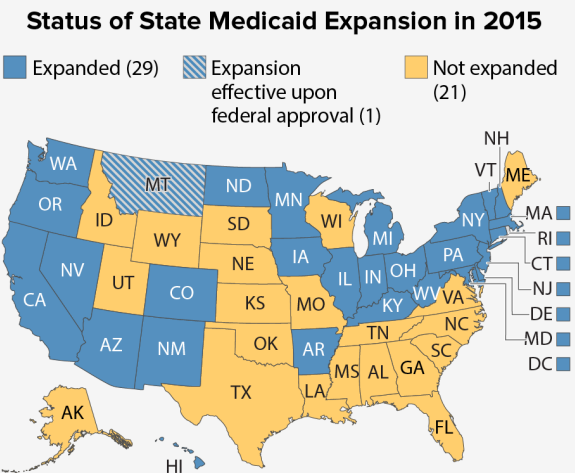 Status of State Medicaid Expansion in 2015
Expanded (29)
Expansion
effective upon
federal approval (1)
Not expanded
(21)
NH
WA
VT
ME
MT
ND
MN
OR
ID
SD
WI
NY
MA
MI
RI
WY
CT
IA
PA
NE
NV
OH
NJ
IL
IN
UT
CO
WV
VA
CA
KS
MO
KY
DE
NC
TN
MD
AZ
NM
OK
AR
SC
DC
MS
AL
GA
TX
LA
AK
FL
HI